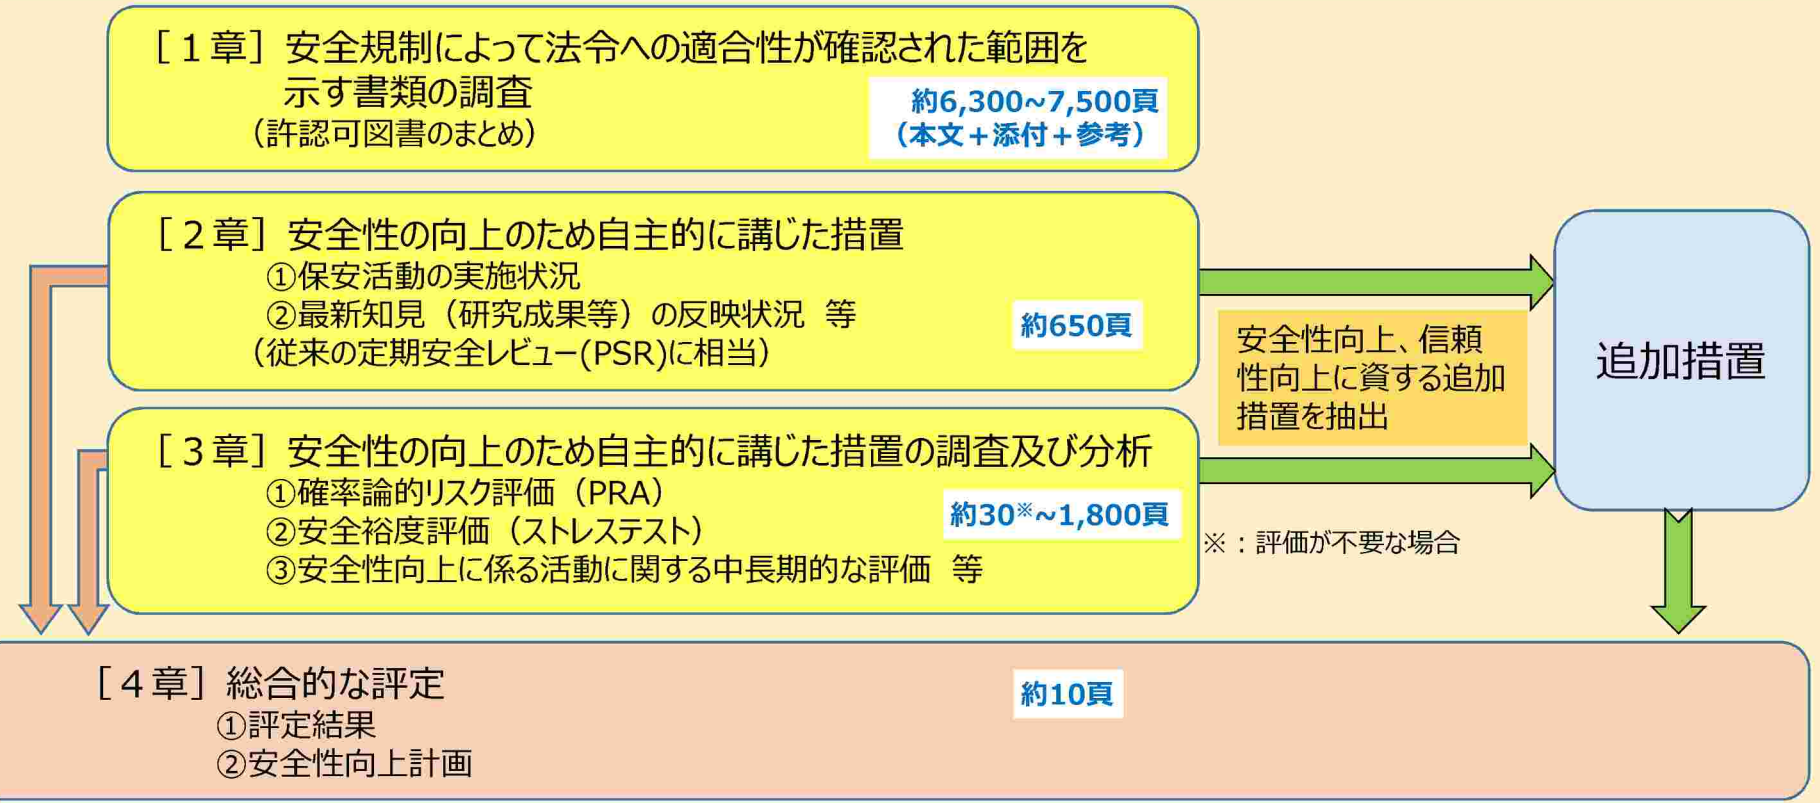 ［１章］安全規制によって法令への適合性が確認された範囲を
示す書類の調査
（許認可図書のまとめ）
約6,300~7,500頁
（本文＋添付＋参考）
［２章］安全性の向上のため自主的に講じた措置
①保安活動の実施状況
②最新知見（研究成果等）の反映状況　等
（従来の定期安全レビュー(PSR)に相当）
約650頁
安全性向上、信頼
性向上に資する追加
措置を抽出
追加措置
［３章］安全性の向上のため自主的に講じた措置の調査及び分析
①確率論的リスク評価（PRA）
②安全裕度評価（ストレステスト）
③安全性向上に係る活動に関する中長期的な評価　等
約30※~1,800頁
※：評価が不要な場合
［４章］総合的な評定
①評定結果
②安全性向上計画
約10頁